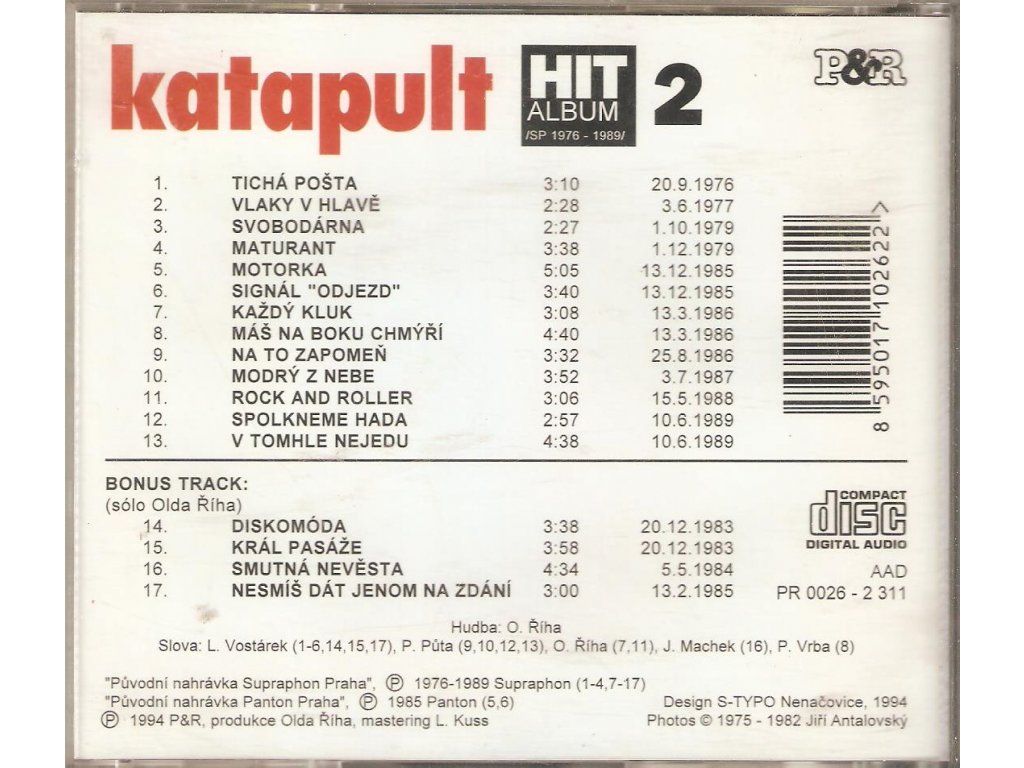 katapult HIT ALBUM /SP 1976 - 1989/ 2 P&R
1. TICHÁ POŠTA 3:10 20.9.1976
2. VLAKY V HLAVĚ 2:28 3.6.1977
3. SVOBODÁRNA 2:27 1.10.1979
4. MATURANT 3:38 1.12.1979
5. MOTORKA 5:05 13.12.1985
6. SIGNÁL "ODJEZD" 3:40 13.12.1985
7. KAŽDÝ KLUK 3:08 13.3.1986
8. MÁŠ NA BOKU CHMÝŘÍ 4:40 13.3.1986
9. NA TO ZAPOMEŇ 3:32 25.8.1986
10. MODRÝ Z NEBE 3:52 3.7.1987
11. ROCK AND ROLLER 3:06 15.5.1988
12. SPOLKNEME HADA 2:57 10.6.1989
13. V TOMHLE NEJEDU 4:38 10.6.1989
8 595017 102622 >
BONUS TRACK:
(sólo Olda Říha)
14. DISKOMÓDA 3:38 20.12.1983
15. KRÁL PASÁŽE 3:58 20.12.1983
16. SMUTNÁ NEVĚSTA 4:34 5.5.1984
17. NESMÍŠ DÁT JENOM NA ZDÁNÍ 3:00 13.2.1985
COMPACT
disc
DIGITAL AUDIO
AAD
PR 0026 - 2 311
Hudba: O. Říha
Slova: L. Vostárek (1-6,14,15,17), P. Půta (9,10,12,13), O. Říha (7,11), J. Machek (16), P. Vrba (8)
"Původní nahrávka Supraphon Praha", ℗ 1976-1989 Supraphon (1-4,7-17)
"Původní nahrávka Panton Praha", ℗ 1985 Panton (5,6)
℗ 1994 P&R, produkce Olda Říha, mastering L. Kuss
Design S-TYPO Nenačovice, 1994
Photos © 1975 - 1982 Jiří Antalovský